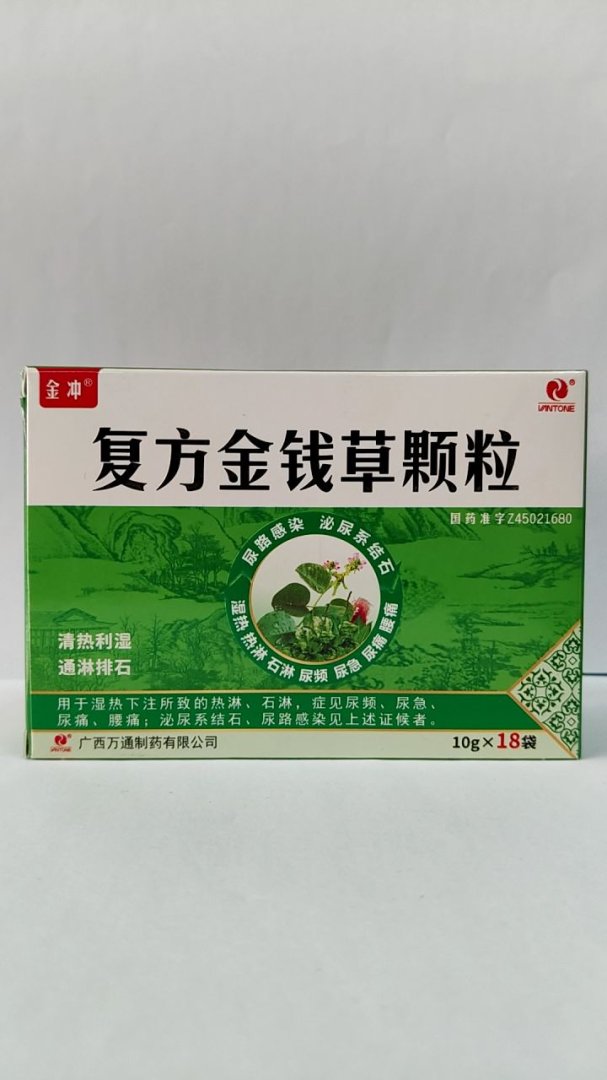 金冲®
VANTONE®
复方金钱草颗粒
国药准字Z45021680
尿路感染 泌尿系结石
湿热 热淋 石淋 尿频 尿急 尿痛 腰痛
清热利湿
通淋排石
用于湿热下注所致的热淋、石淋，症见尿频、尿急、
尿痛、腰痛；泌尿系结石、尿路感染见上述证候者。
VANTONE 广西万通制药有限公司
10g×18袋